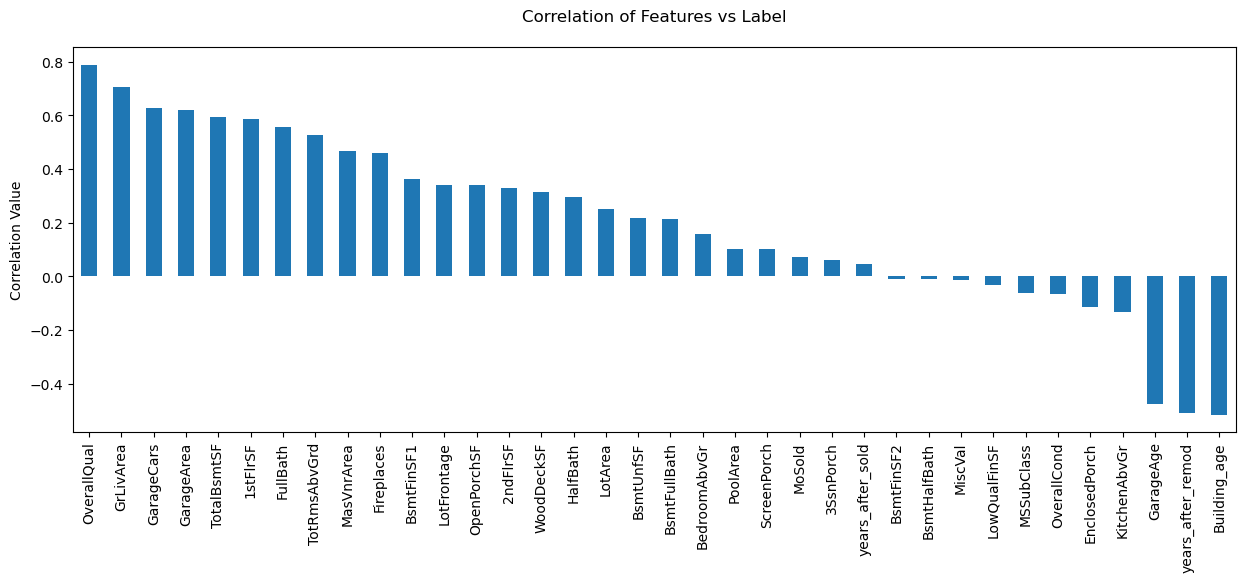 Correlation of Features vs Label
Correlation Value
0.8
0.6
0.4
0.2
0.0
−0.2
−0.4
OverallQual
GrLivArea
GarageCars
GarageArea
TotalBsmtSF
1stFlrSF
FullBath
TotRmsAbvGrd
MasVnrArea
Fireplaces
BsmtFinSF1
LotFrontage
OpenPorchSF
2ndFlrSF
WoodDeckSF
HalfBath
LotArea
BsmtUnfSF
BsmtFullBath
BedroomAbvGr
PoolArea
ScreenPorch
MoSold
3SsnPorch
years_after_sold
BsmtFinSF2
BsmtHalfBath
MiscVal
LowQualFinSF
MSSubClass
OverallCond
EnclosedPorch
KitchenAbvGr
GarageAge
years_after_remod
Building_age